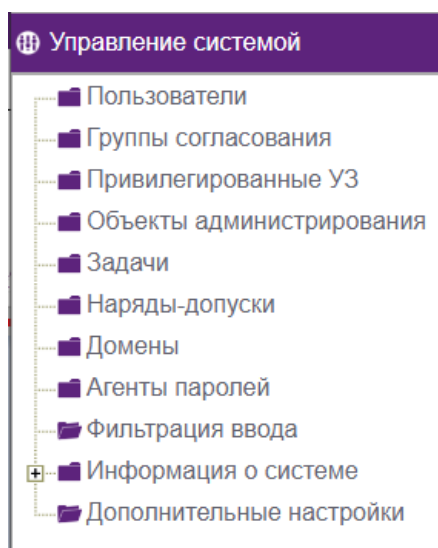 Управление системой
Пользователи
Группы согласования
Привилегированные УЗ
Объекты администрирования
Задачи
Наряды-допуски
Домены
Агенты паролей
Фильтрация ввода
Информация о системе
Дополнительные настройки